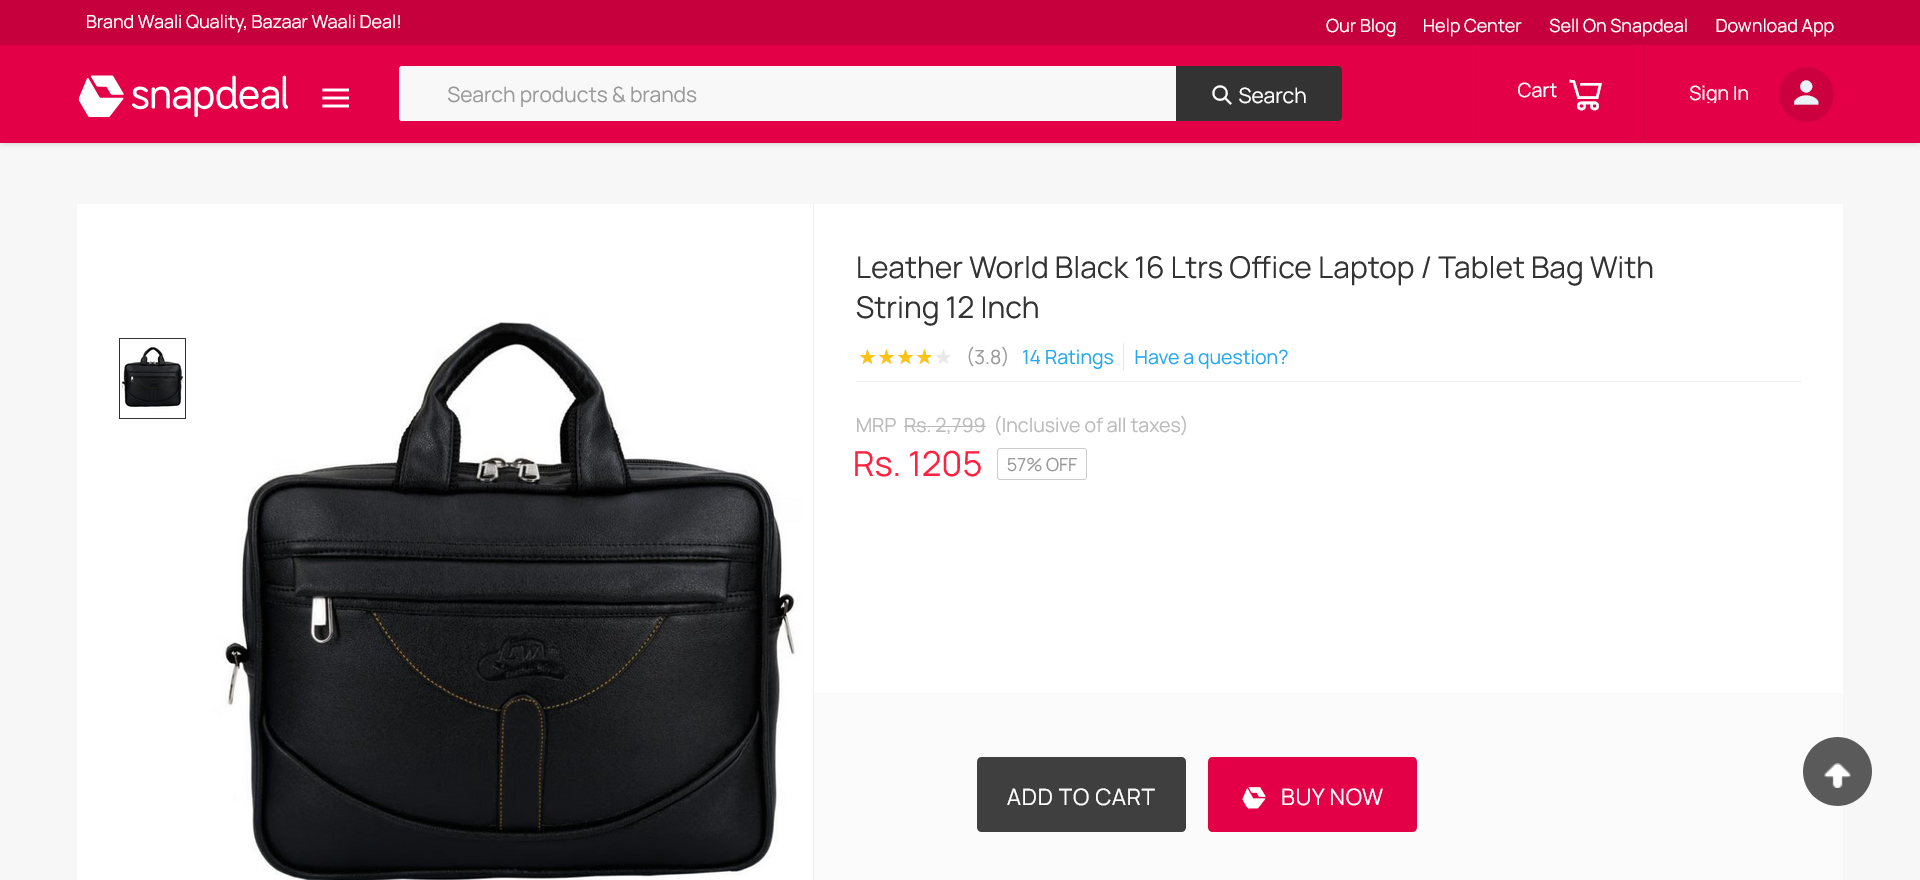 Brand Waali Quality, Bazaar Waali Deal!
Our Blog Help Center Sell On Snapdeal Download App
snapdeal
Search products & brands
Search
Cart
Sign In
Leather World Black 16 Ltrs Office Laptop / Tablet Bag With
String 12 Inch
(3.8) 14 Ratings Have a question?
MRP Rs. 2,799 (Inclusive of all taxes)
Rs. 1205 57% OFF
ADD TO CART
BUY NOW